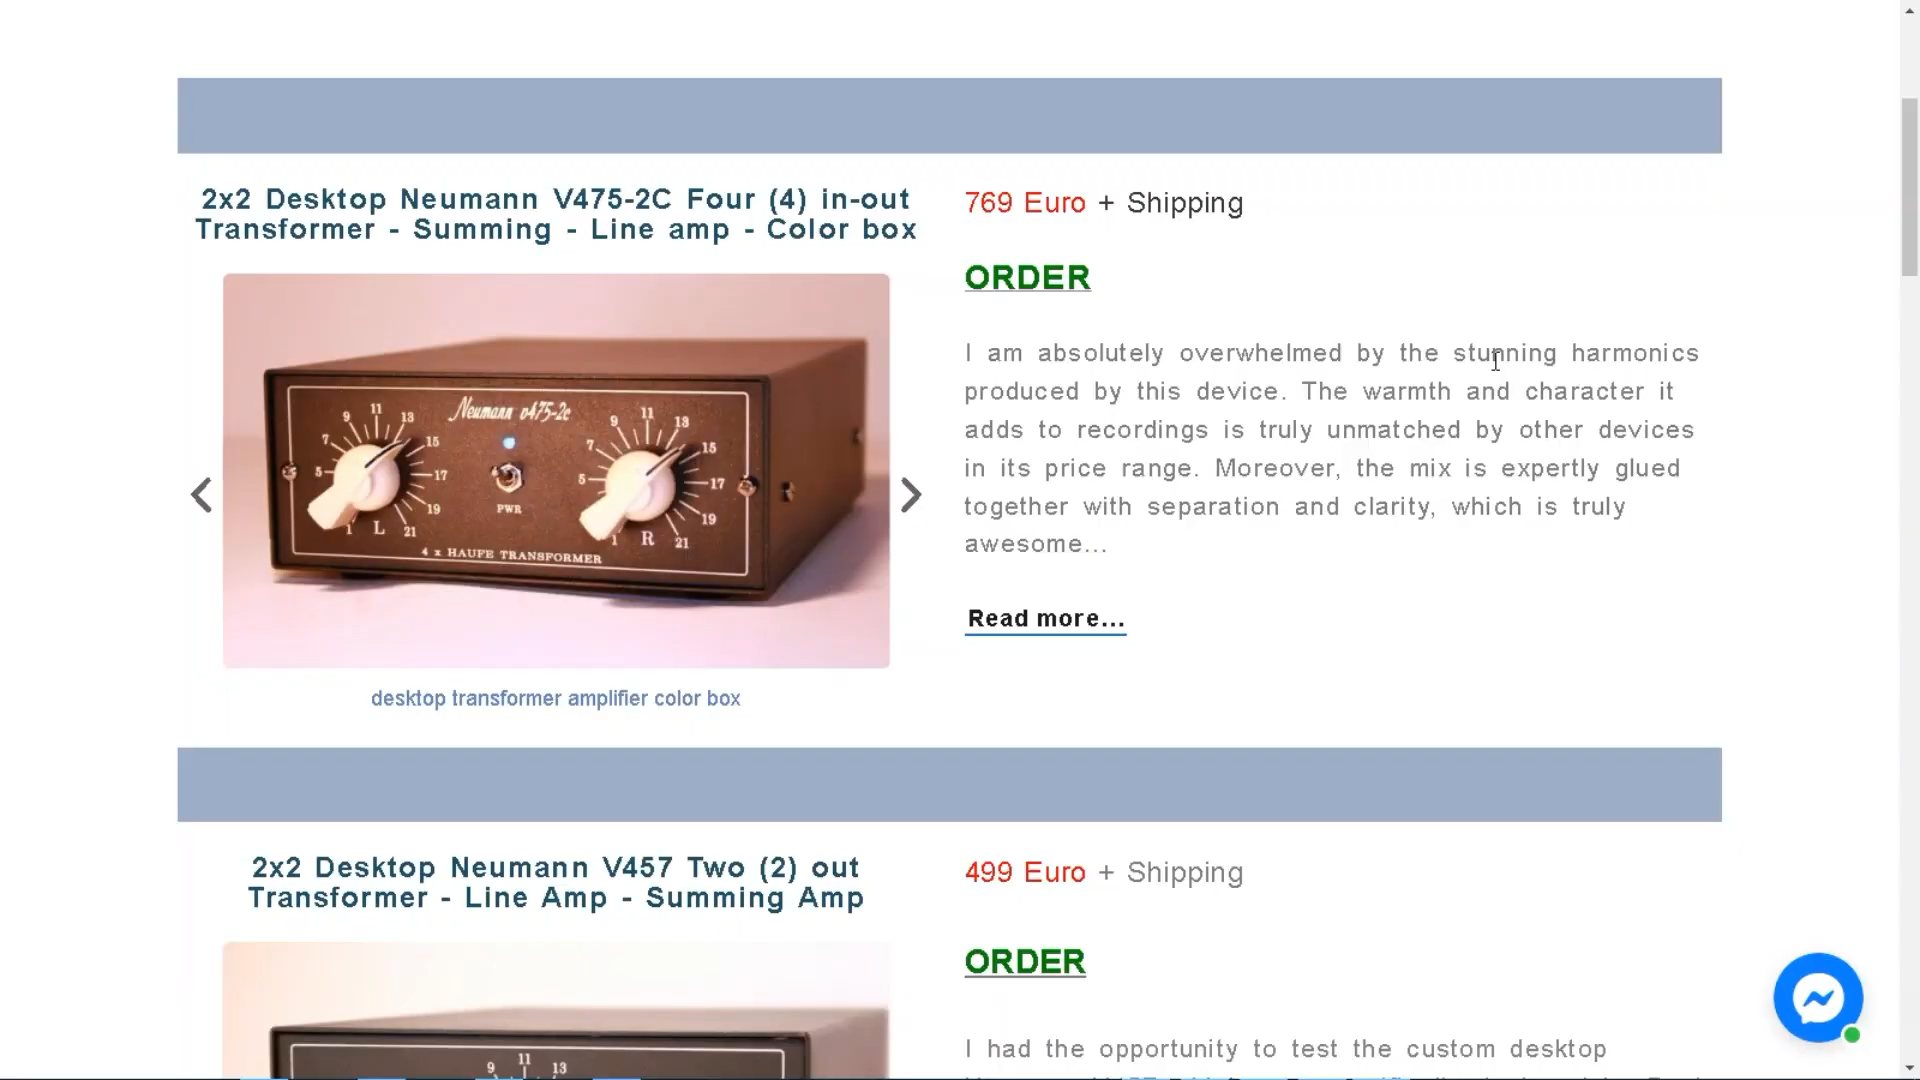 2x2 Desktop Neumann V475-2C Four (4) in-out
Transformer - Summing - Line amp - Color box
9
11
13
7
15
5
17
19
1
L
21
Neumann v475-2c
PWR
9
11
13
7
15
5
17
19
1
R
21
4 x HAUFE TRANSFORMER
desktop transformer amplifier color box
769 Euro + Shipping
ORDER
I am absolutely overwhelmed by the stunning harmonics
produced by this device. The warmth and character it
adds to recordings is truly unmatched by other devices
in its price range. Moreover, the mix is expertly glued
together with separation and clarity, which is truly
awesome...
Read more...
2x2 Desktop Neumann V457 Two (2) out
Transformer - Line Amp - Summing Amp
9
11
13
499 Euro + Shipping
ORDER
I had the opportunity to test the custom desktop